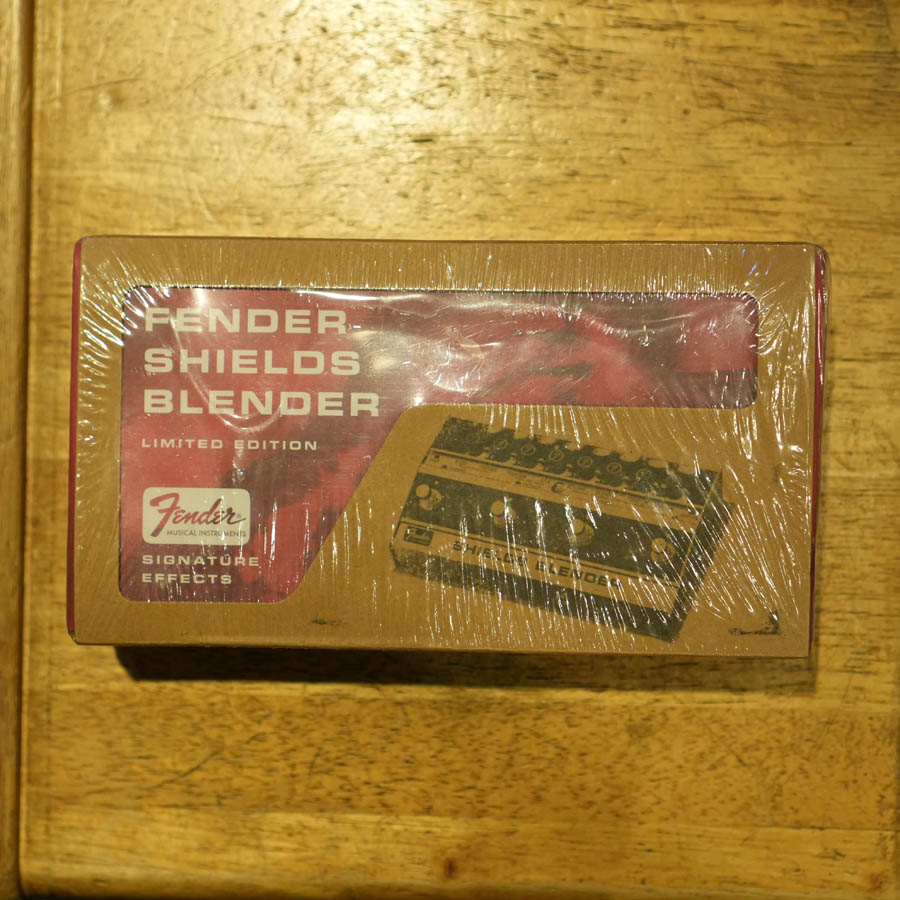 FENDER
SHIELDS
BLENDER
LIMITED EDITION
Fender
MUSICAL INSTRUMENTS
SIGNATURE
EFFECTS
SHIELDS BLENDER